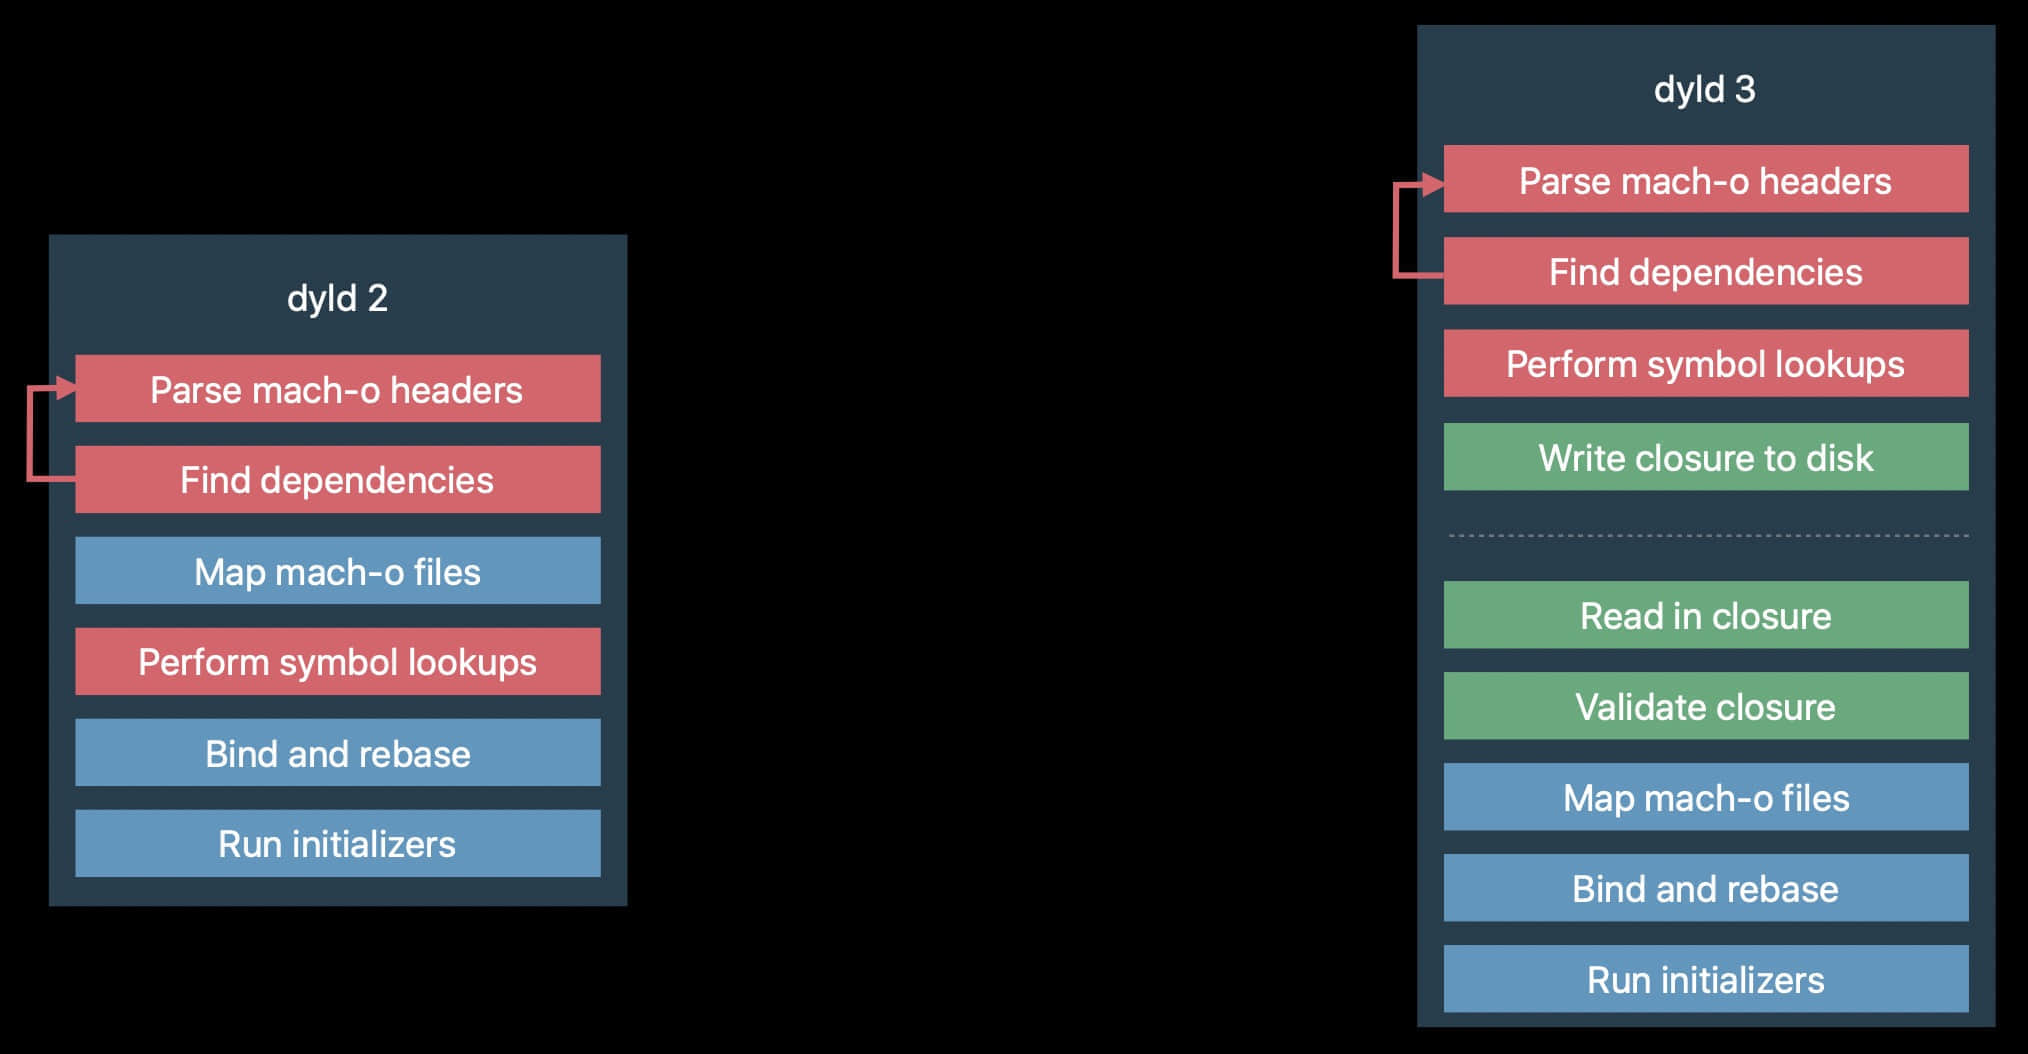 dyld 2
Parse mach-o headers
Find dependencies
Map mach-o files
Perform symbol lookups
Bind and rebase
Run initializers
dyld 3
Parse mach-o headers
Find dependencies
Perform symbol lookups
Write closure to disk
Read in closure
Validate closure
Map mach-o files
Bind and rebase
Run initializers